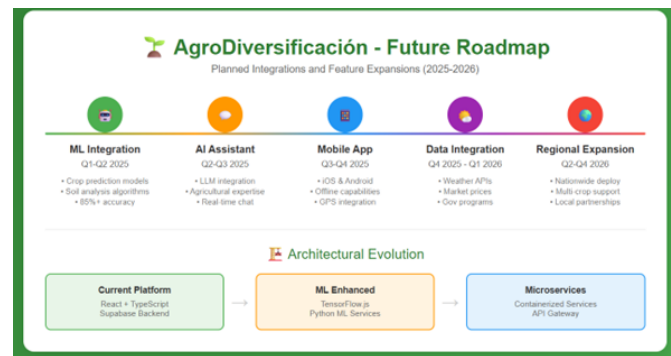 AgroDiversificación - Future Roadmap
Planned Integrations and Feature Expansions (2025-2026)
ML Integration
Q1-Q2 2025
• Crop prediction models
• Soil analysis algorithms
• 85%+ accuracy
AI Assistant
Q2-Q3 2025
• LLM integration
• Agricultural expertise
• Real-time chat
Mobile App
Q3-Q4 2025
• iOS & Android
• Offline capabilities
• GPS integration
Data Integration
Q4 2025 - Q1 2026
• Weather APIs
• Market prices
• Gov programs
Regional Expansion
Q2-Q4 2026
• Nationwide deploy
• Multi-crop support
• Local partnerships
Architectural Evolution
Current Platform
React + TypeScript
Supabase Backend
→
ML Enhanced
TensorFlow.js
Python ML Services
→
Microservices
Containerized Services
API Gateway